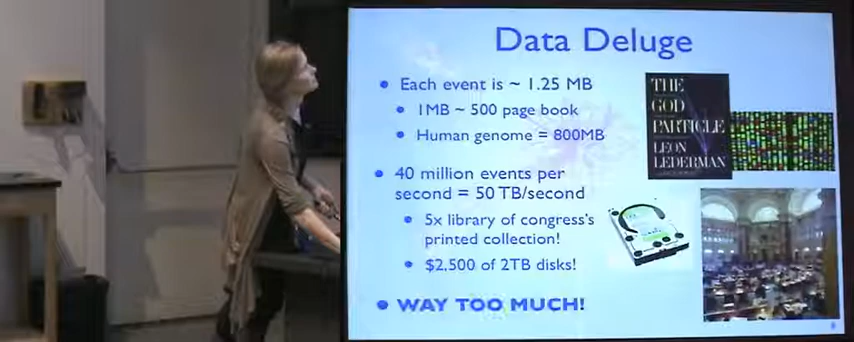 Data Deluge
Each event is ~ 1.25 MB
1MB ~ 500 page book
Human genome = 800MB
THE
GOD
PARTICLE
LEON
LEDERMAN
40 million events per
second = 50 TB/second
5x library of congress's
printed collection!
$2,500 of 2TB disks!
WAY TOO MUCH!
8